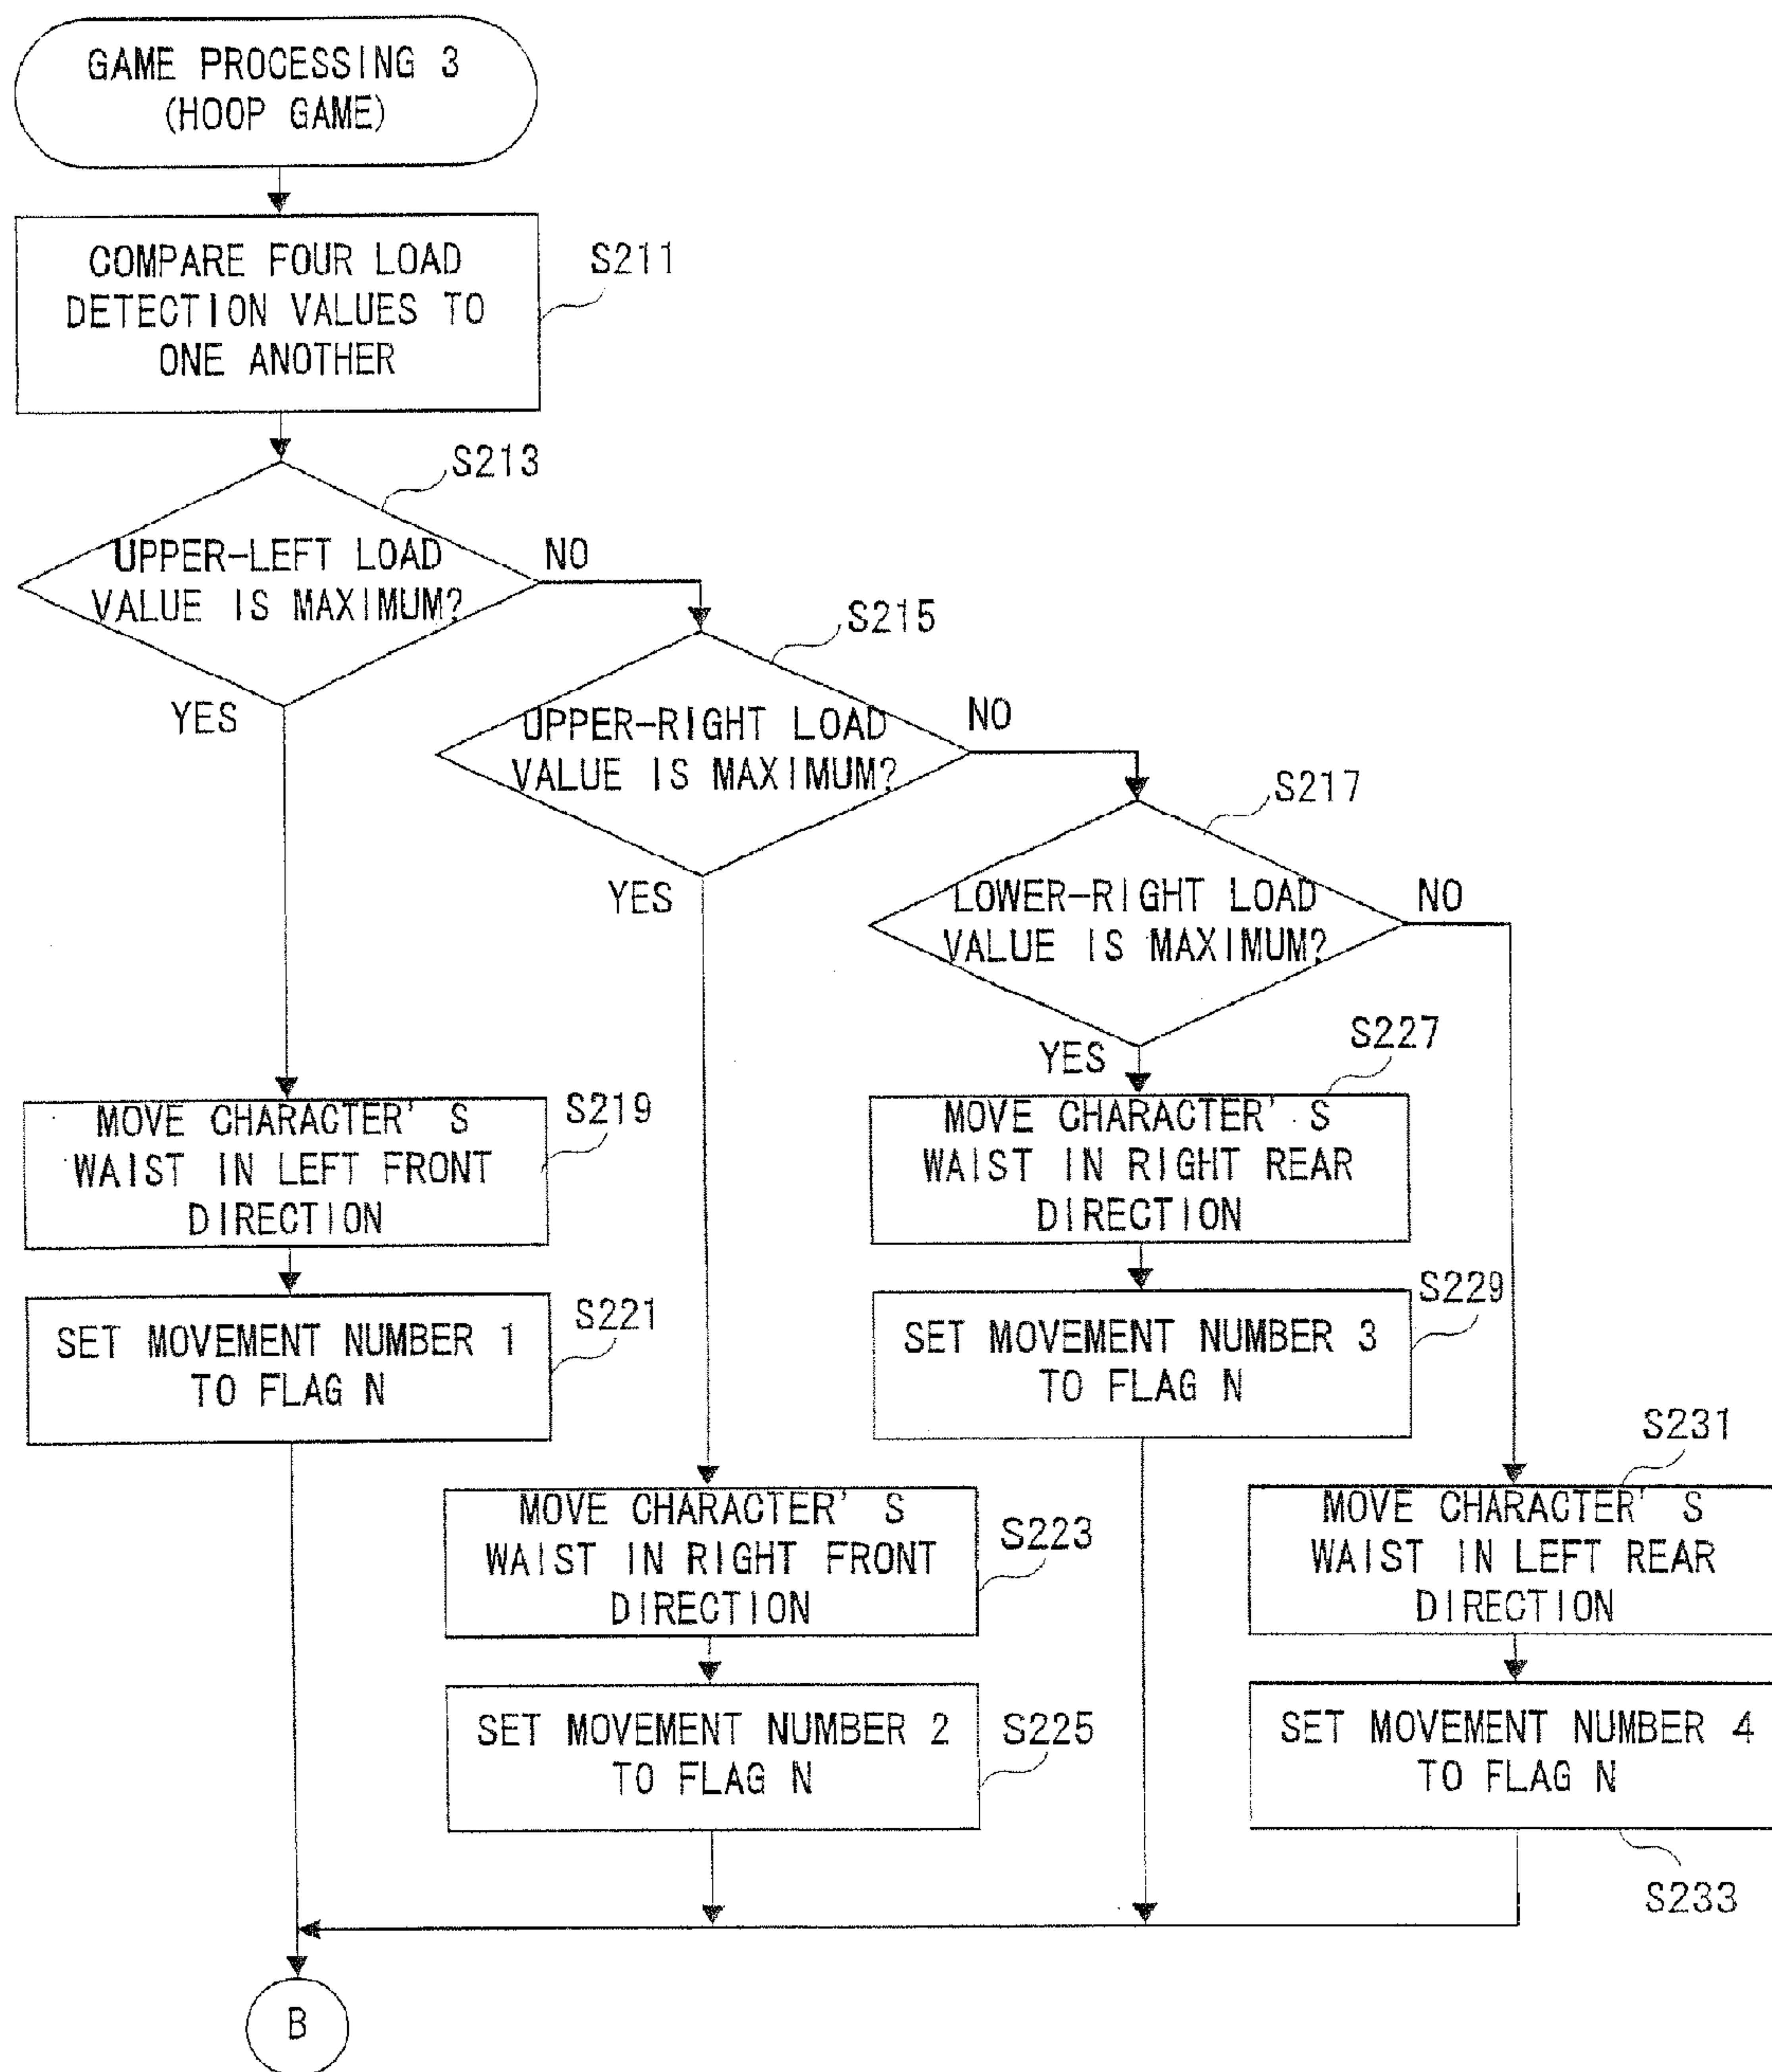 GAME PROCESSING 3
(HOOP GAME)
COMPARE FOUR LOAD
DETECTION VALUES TO
ONE ANOTHER
S211
S213
UPPER-LEFT LOAD
VALUE IS MAXIMUM?
NO
YES
S215
UPPER-RIGHT LOAD
VALUE IS MAXIMUM?
NO
YES
S217
LOWER-RIGHT LOAD
VALUE IS MAXIMUM?
NO
YES
S219
MOVE CHARACTER' S
WAIST IN LEFT FRONT
DIRECTION
S227
MOVE CHARACTER' S
WAIST IN RIGHT REAR
DIRECTION
S221
SET MOVEMENT NUMBER 1
TO FLAG N
S229
SET MOVEMENT NUMBER 3
TO FLAG N
S223
MOVE CHARACTER' S
WAIST IN RIGHT FRONT
DIRECTION
S231
MOVE CHARACTER' S
WAIST IN LEFT REAR
DIRECTION
S225
SET MOVEMENT NUMBER 2
TO FLAG N
SET MOVEMENT NUMBER 4
TO FLAG N
S233
B